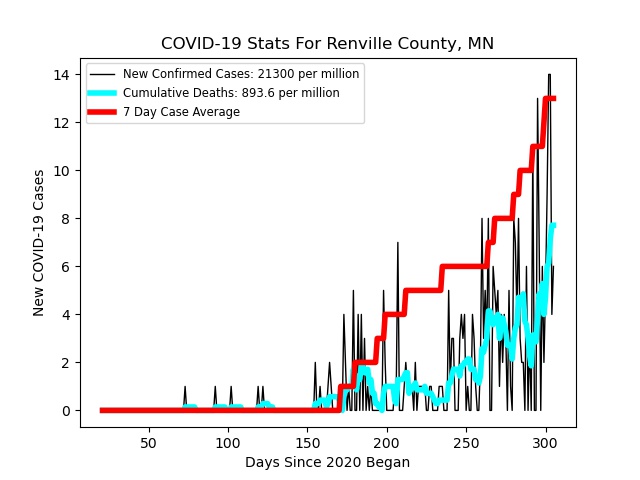 COVID-19 Stats For Renville County, MN
New Confirmed Cases: 21300 per million
Cumulative Deaths: 893.6 per million
7 Day Case Average
New COVID-19 Cases
14
12
10
8
6
4
2
0
50 100 150 200 250 300
Days Since 2020 Began